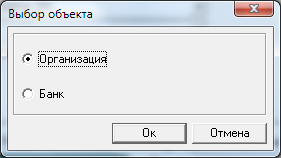 Выбор объекта
Организация
Банк
Ок
Отмена